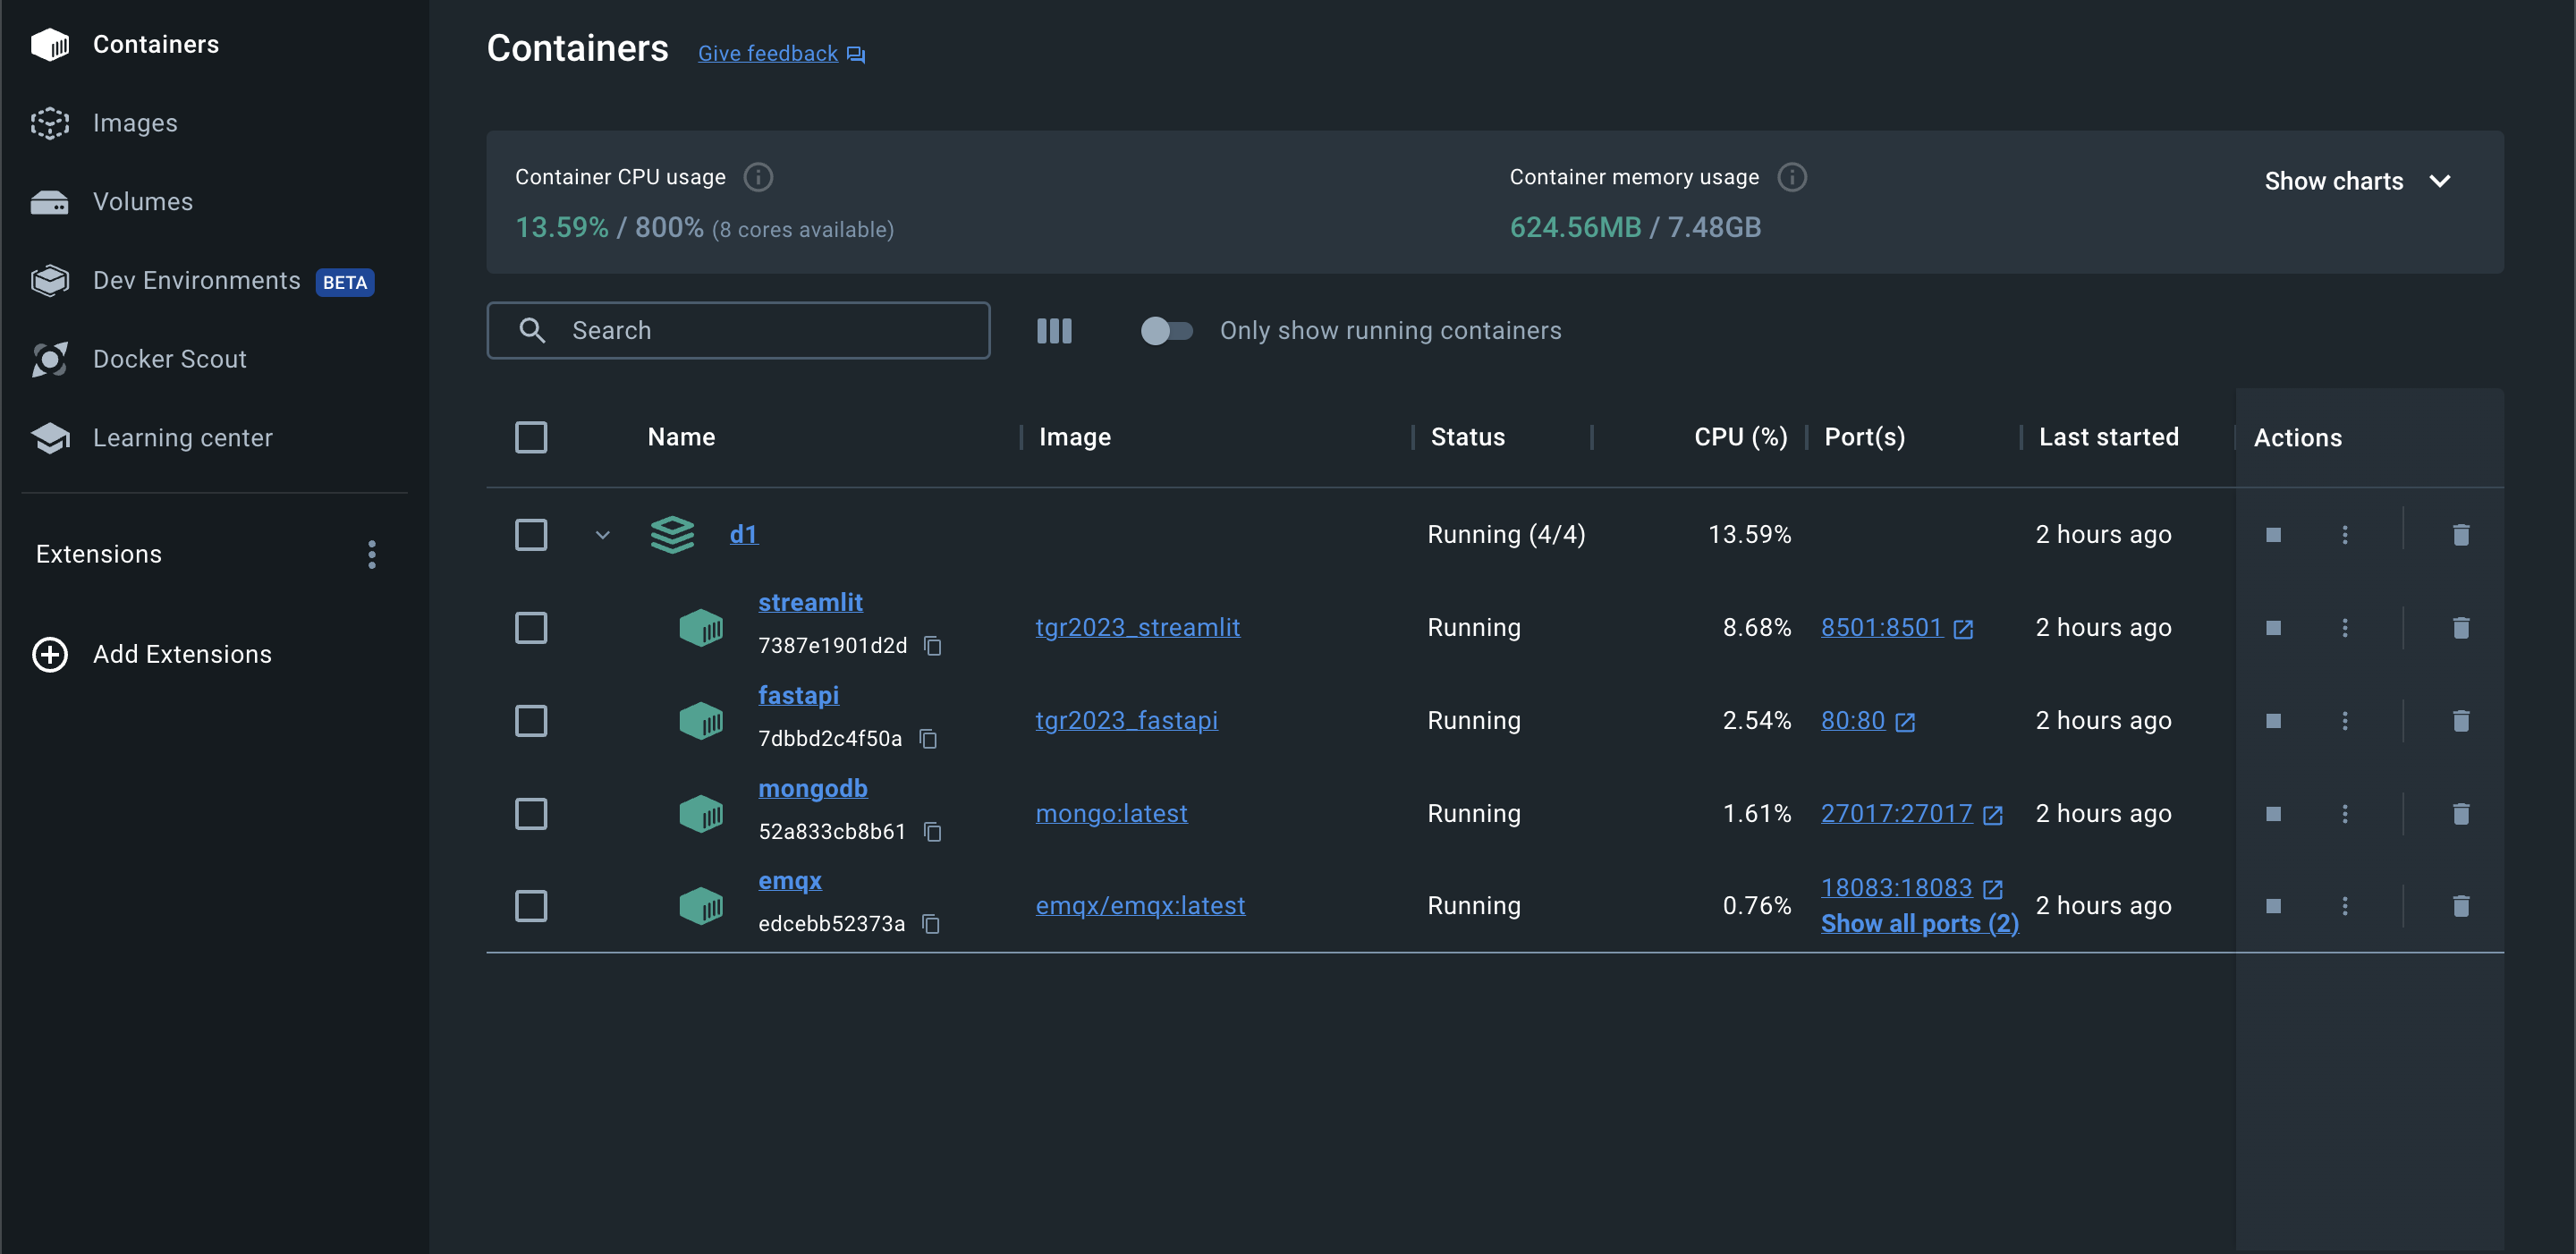 Containers
Images
Volumes
Dev Environments BETA
Docker Scout
Learning center
Extensions
Add Extensions
Containers Give feedback
Container CPU usage
13.59% / 800% (8 cores available)
Container memory usage
624.56MB / 7.48GB
Show charts
Search
Only show running containers
Name Image Status CPU (%) Port(s) Last started Actions
d1 Running (4/4) 13.59% 2 hours ago
streamlit
7387e1901d2d
tgr2023_streamlit Running 8.68% 8501:8501 2 hours ago
fastapi
7dbbd2c4f50a
tgr2023_fastapi Running 2.54% 80:80 2 hours ago
mongodb
52a833cb8b61
mongo:latest Running 1.61% 27017:27017 2 hours ago
emqx
edcebb52373a
emqx/emqx:latest Running 0.76% 18083:18083 2 hours ago
Show all ports (2)